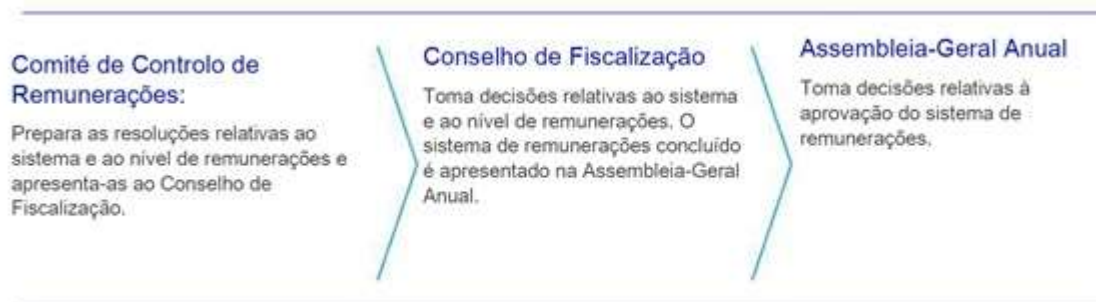 Comité de Controlo de
Remunerações:
Prepara as resoluções relativas ao
sistema e ao nível de remunerações e
apresenta-as ao Conselho de
Fiscalização.
Conselho de Fiscalização
Toma decisões relativas ao sistema
e ao nível de remunerações. O
sistema de remunerações concluído
é apresentado na Assembleia-Geral
Anual.
Assembleia-Geral Anual
Toma decisões relativas à
aprovação do sistema de
remunerações.